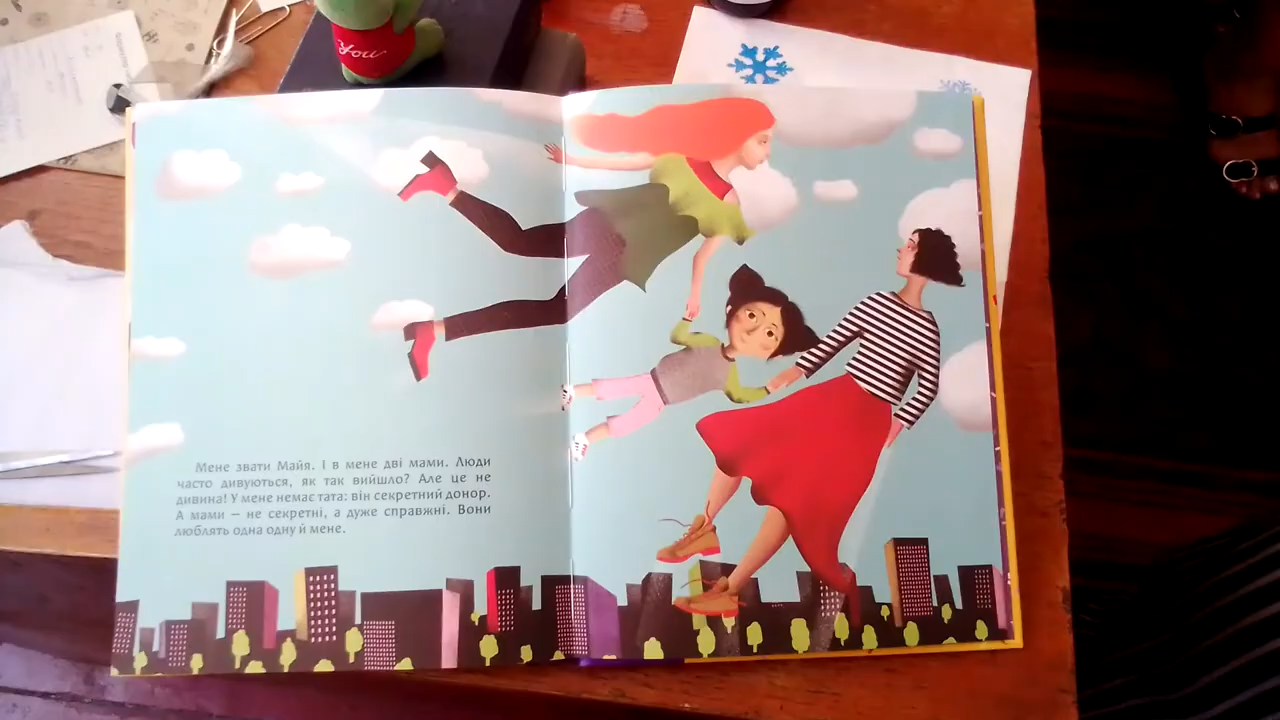 You
Мене звати Майя. І в мене дві мами. Люди
часто дивуються, як так вийшло? Але це не
дивина! У мене немає тата: він секретний донор.
А мами — не секретні, а дуже справжні. Вони
люблять одна одну й мене.